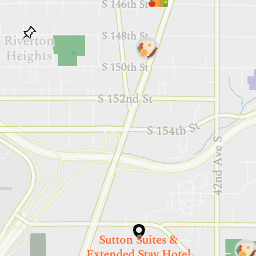 S 146th St
S 148th St
Riverton
Heights
S 150th St
S 152nd St
S 154th St
42nd Ave S
Sutton Suites &
Extended Stay Hotel